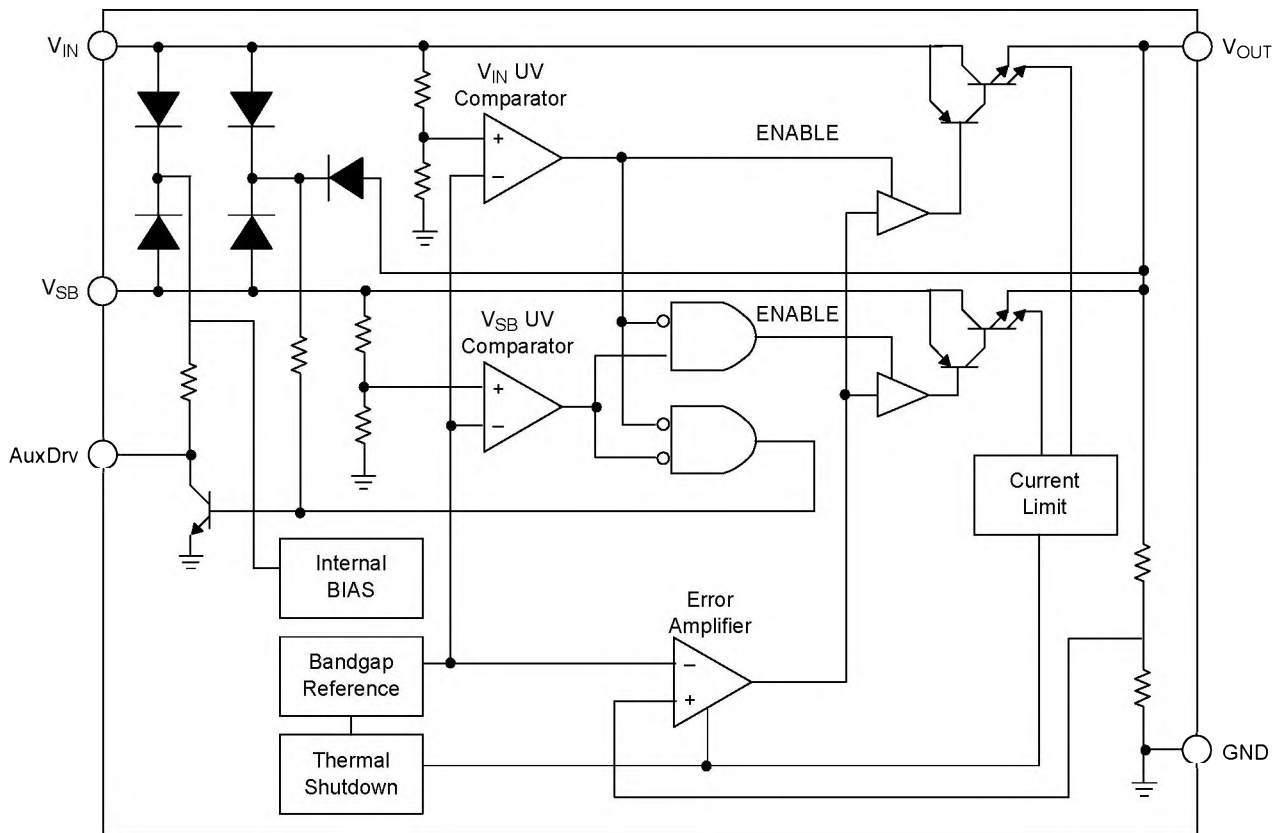 VIN
VOUT
VIN UV
Comparator
+
−
ENABLE
VSB
VSB UV
Comparator
+
−
ENABLE
AuxDrv
Current
Limit
Internal
BIAS
Error
Amplifier
−
+
Bandgap
Reference
Thermal
Shutdown
GND